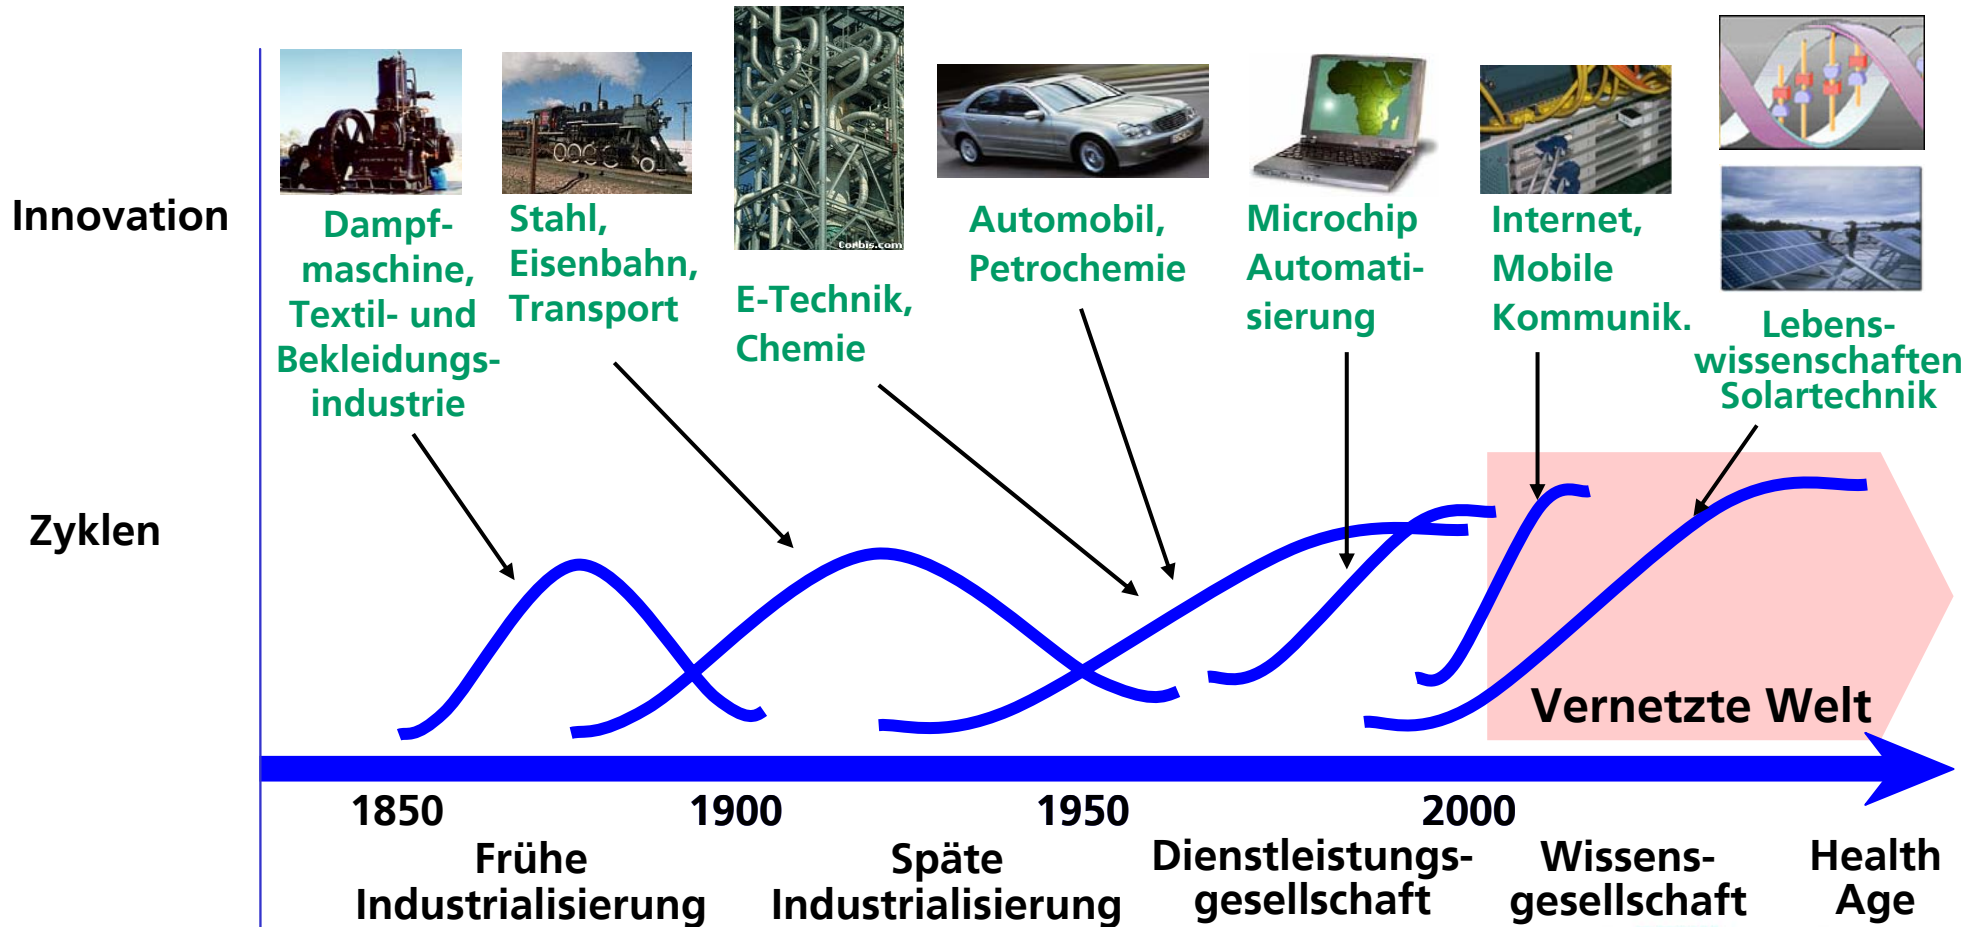 Innovation
Dampf-
maschine,
Textil- und
Bekleidungs-
industrie
Stahl,
Eisenbahn,
Transport
Corbis.com
E-Technik,
Chemie
Automobil,
Petrochemie
Microchip
Automati-
sierung
Internet,
Mobile
Kommunik.
Lebens-
wissenschaften
Solartechnik
Zyklen
Vernetzte Welt
1850
1900
1950
2000
Frühe
Industrialisierung
Späte
Industrialisierung
Dienstleistungs-
gesellschaft
Wissens-
gesellschaft
Health
Age